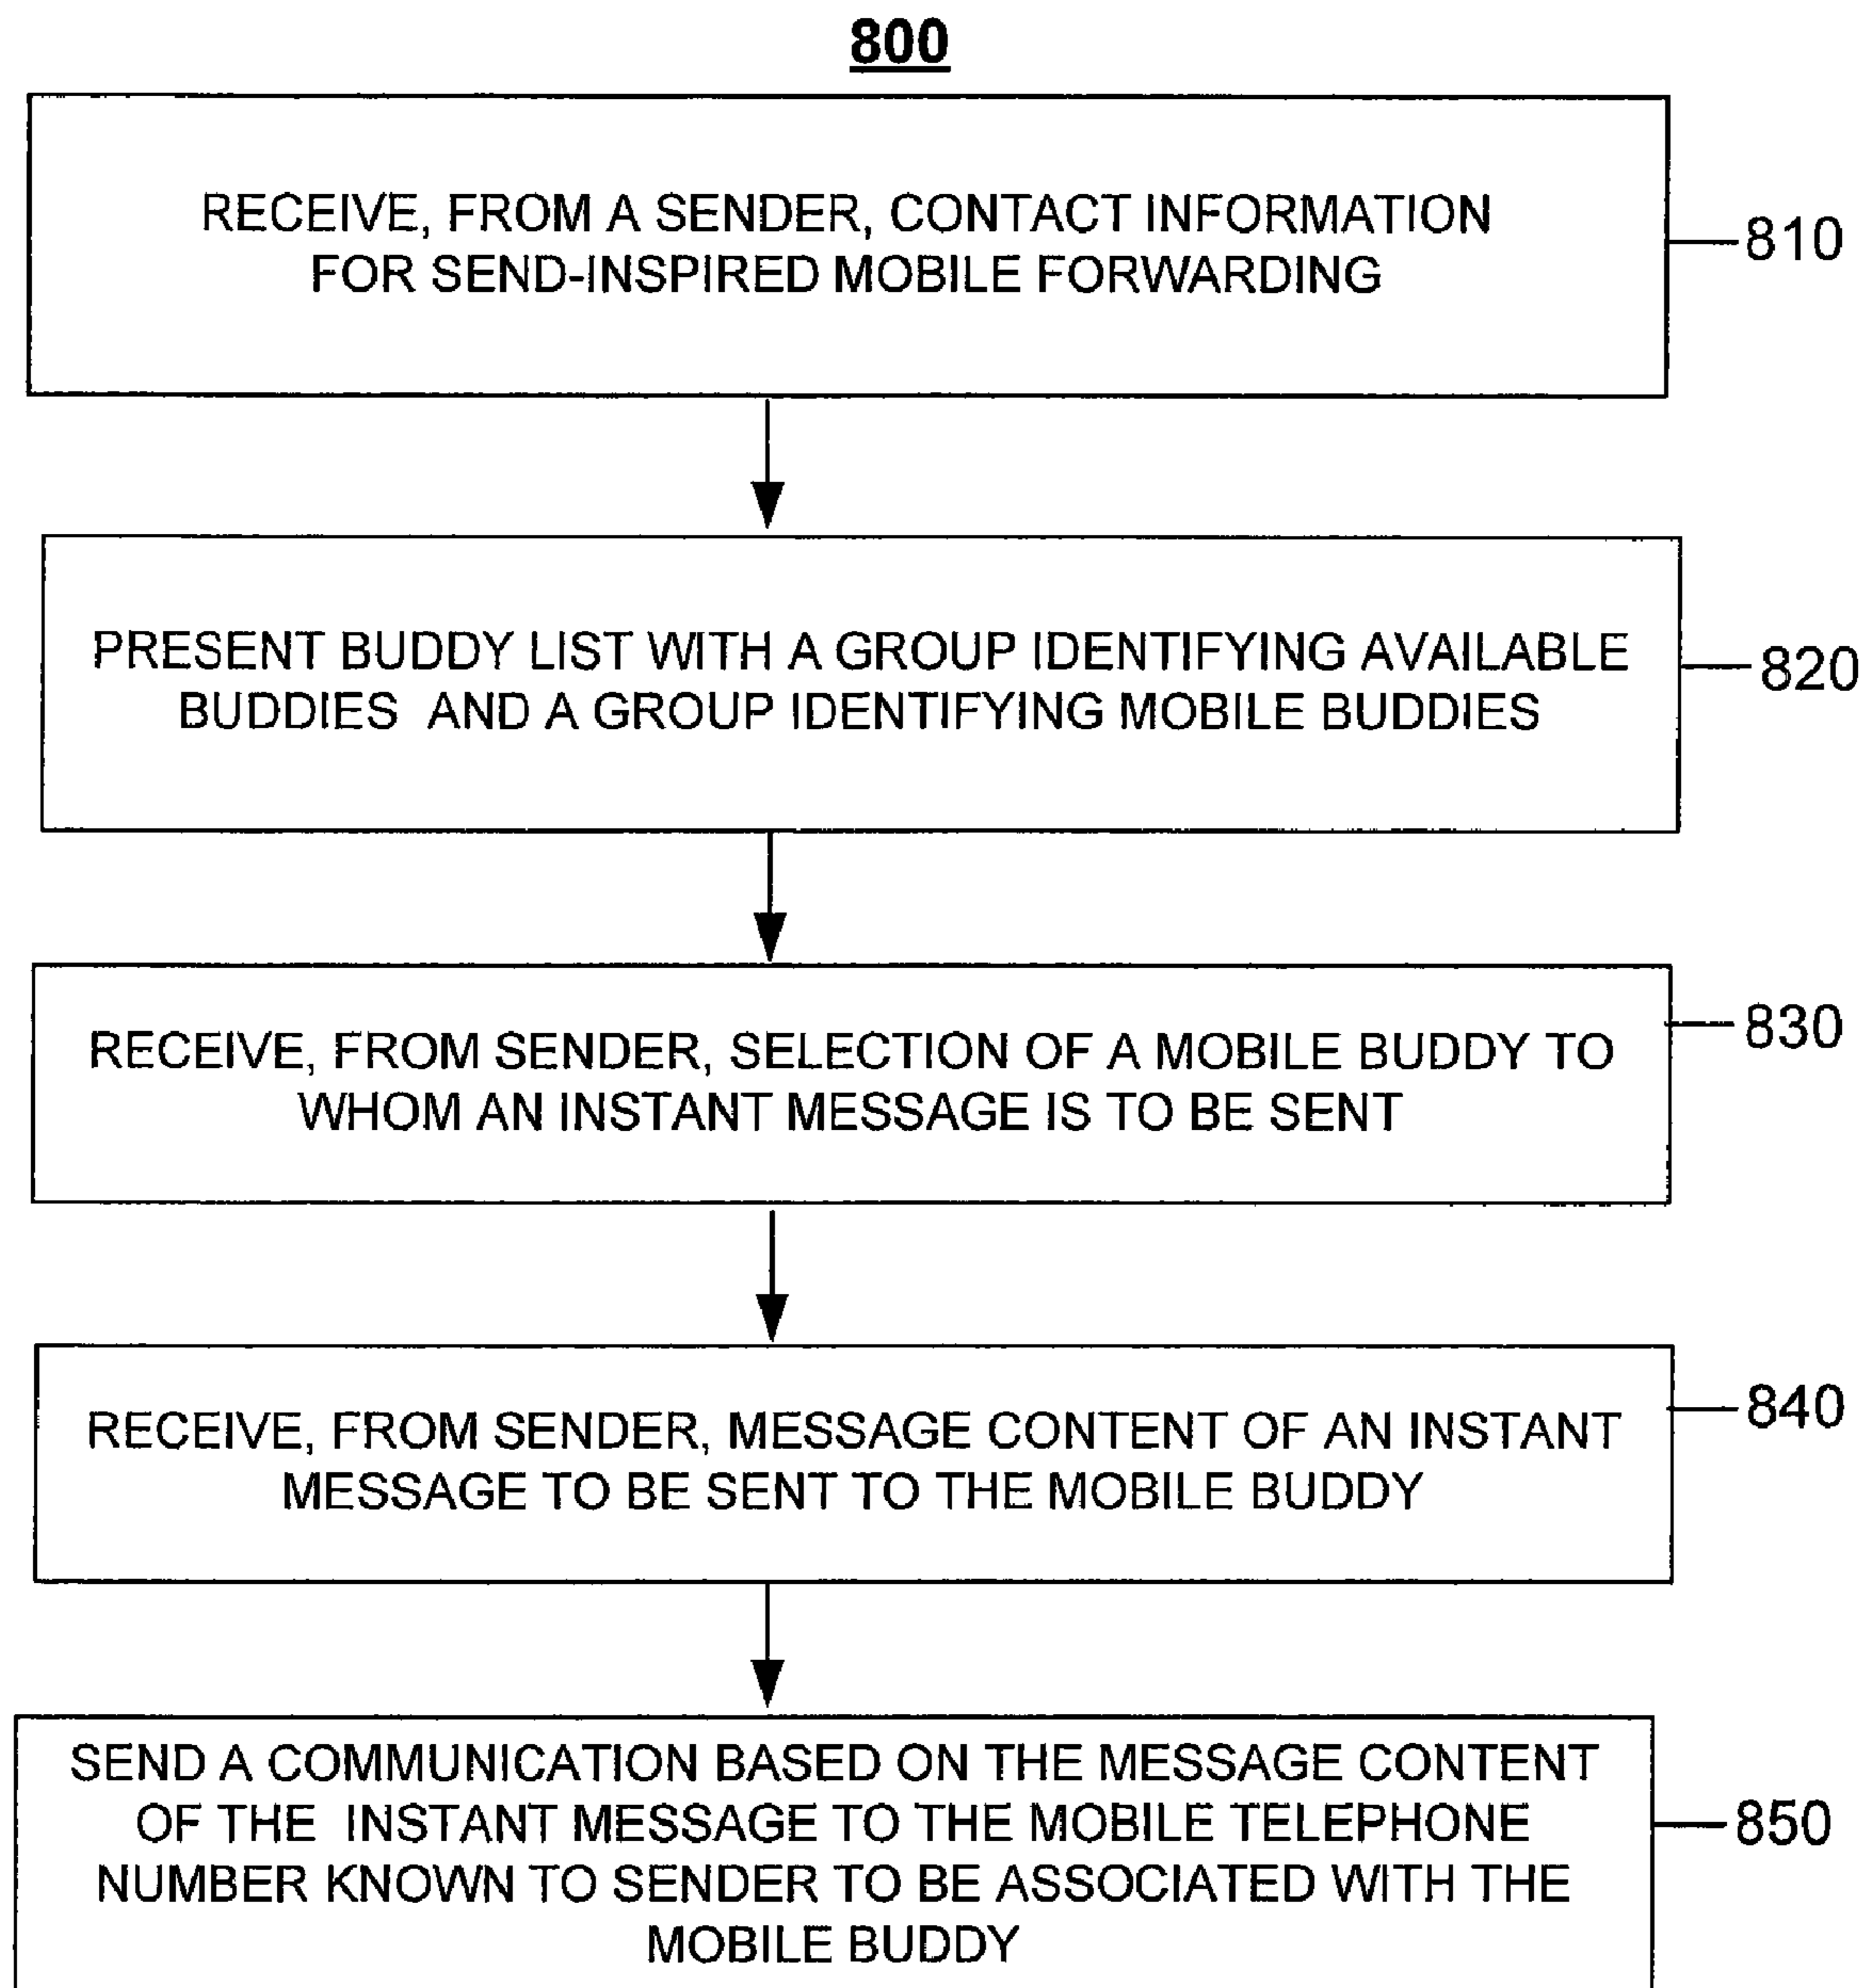 800
RECEIVE, FROM A SENDER, CONTACT INFORMATION
FOR SEND-INSPIRED MOBILE FORWARDING
810
PRESENT BUDDY LIST WITH A GROUP IDENTIFYING AVAILABLE
BUDDIES AND A GROUP IDENTIFYING MOBILE BUDDIES
820
RECEIVE, FROM SENDER, SELECTION OF A MOBILE BUDDY TO
WHOM AN INSTANT MESSAGE IS TO BE SENT
830
RECEIVE, FROM SENDER, MESSAGE CONTENT OF AN INSTANT
MESSAGE TO BE SENT TO THE MOBILE BUDDY
840
SEND A COMMUNICATION BASED ON THE MESSAGE CONTENT
OF THE INSTANT MESSAGE TO THE MOBILE TELEPHONE
NUMBER KNOWN TO SENDER TO BE ASSOCIATED WITH THE
MOBILE BUDDY
850